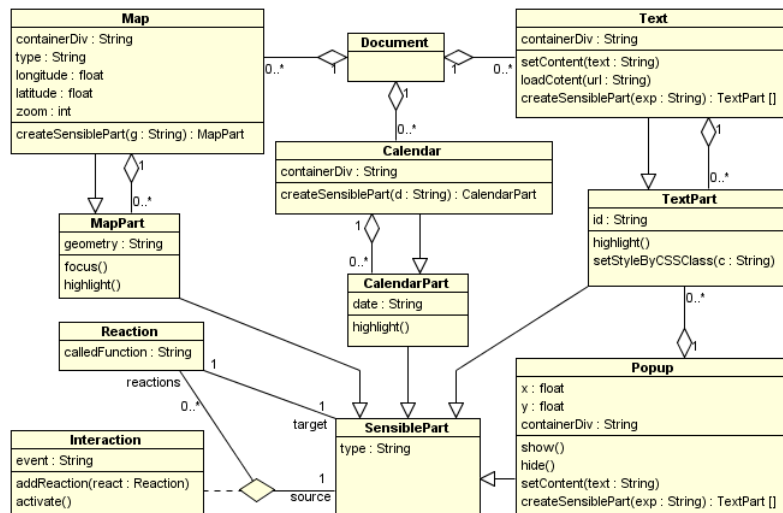 Map
containerDiv : String
type : String
longitude : float
latitude : float
zoom : int
createSensiblePart(g : String) : MapPart
0..*
1
Document
1
0..*
Text
containerDiv : String
setContent(text : String)
loadCotent(url : String)
createSensiblePart(exp : String) : TextPart []
1
0..*
Calendar
containerDiv : String
createSensiblePart(d : String) : CalendarPart
1
0..*
1
0..*
MapPart
geometry : String
focus()
highlight()
1
0..*
CalendarPart
date : String
highlight()
TextPart
id : String
highlight()
setStyleByCSSClass(c : String)
0..*
1
Reaction
calledFunction : String
reactions
0..*
1
1
target
SensiblePart
type : String
Popup
x : float
y : float
containerDiv : String
show()
hide()
setContent(text : String)
createSensiblePart(exp : String) : TextPart []
Interaction
event : String
addReaction(react : Reaction)
activate()
1
source